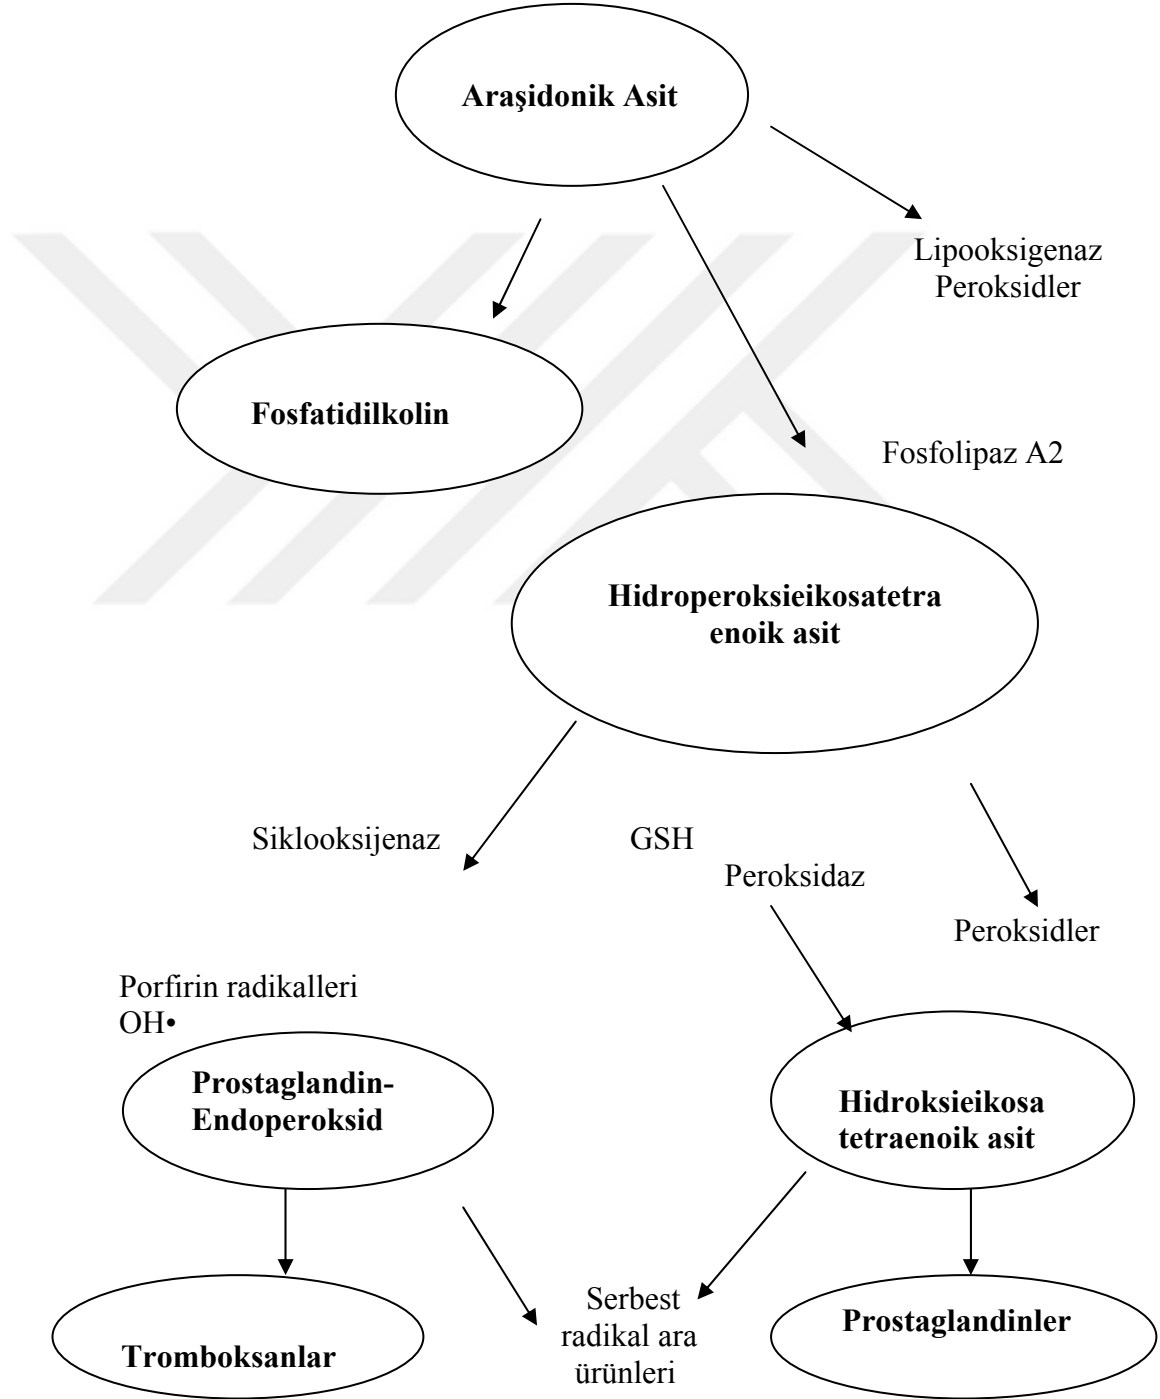 Araşidonik Asit
Lipooksigenaz
Peroksidler
Fosfatidilkolin
Fosfolipaz A2
Hidroperoksieikosatetra
enoik asit
Siklooksijenaz
GSH
Peroksidaz
Peroksidler
Porfirin radikalleri
OH•
Prostaglandin-
Endoperoksid
Hidroksieikosa
tetraenoik asit
Tromboksanlar
Serbest
radikal ara
ürünleri
Prostaglandinler